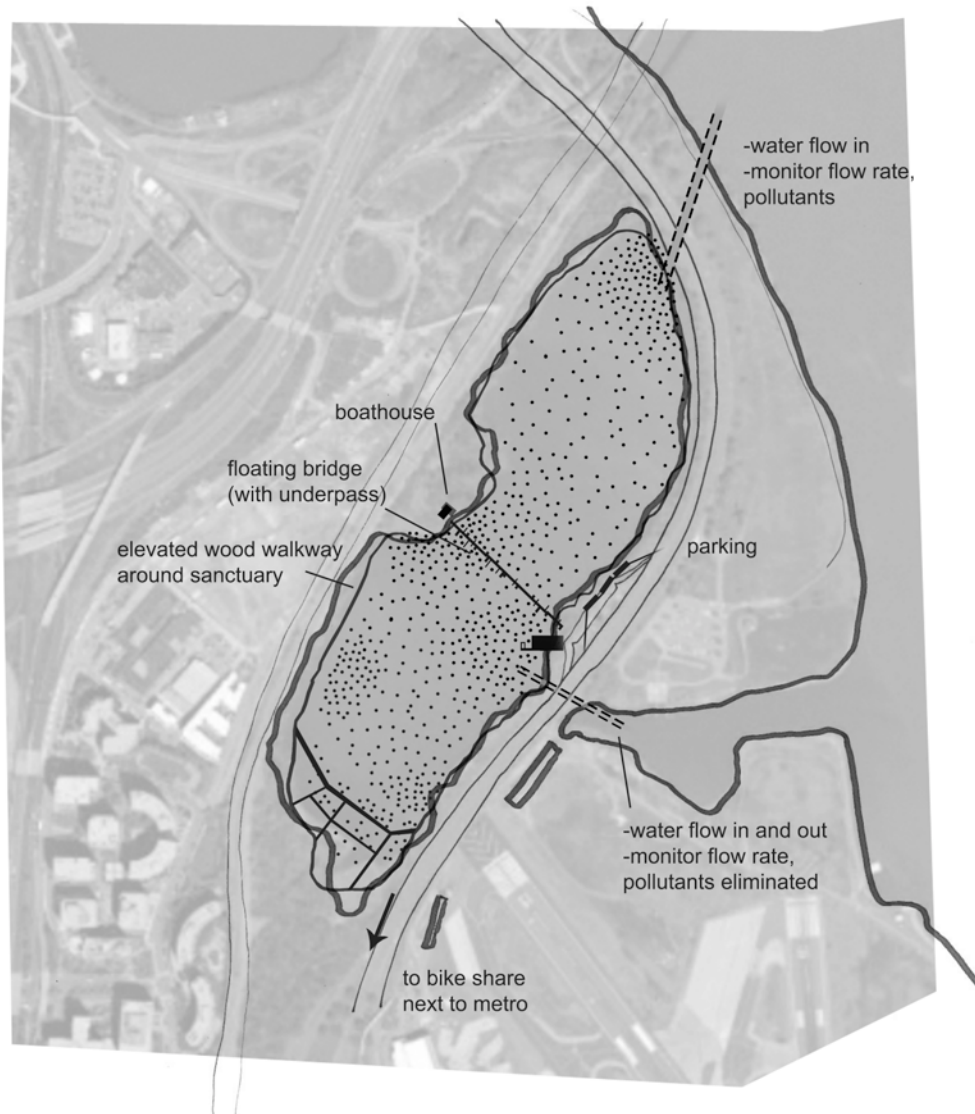 -water flow in
-monitor flow rate,
pollutants
boathouse
floating bridge
(with underpass)
elevated wood walkway
around sanctuary
parking
-water flow in and out
-monitor flow rate,
pollutants eliminated
to bike share
next to metro